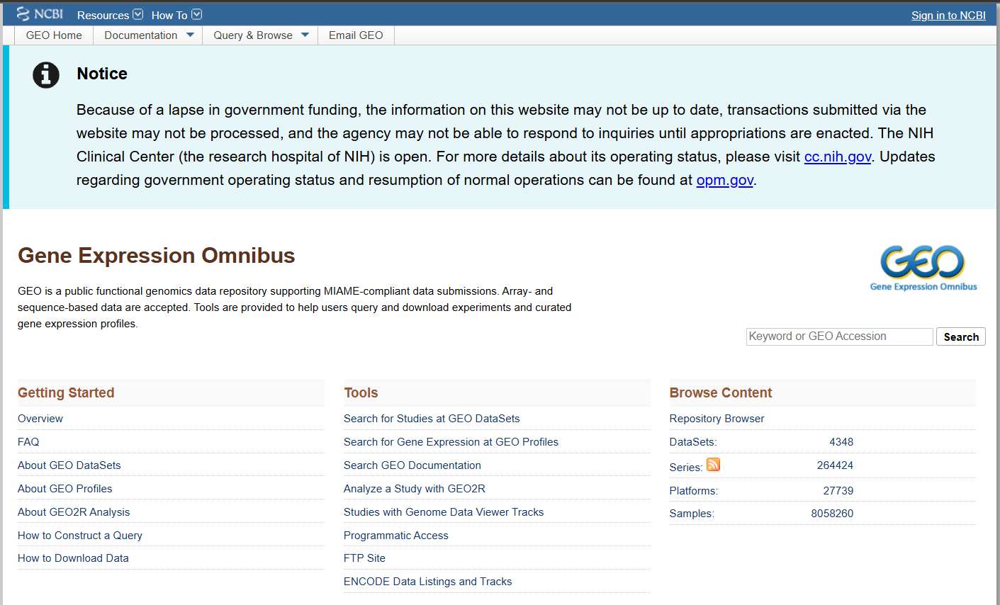 NCBI Resources How To Sign in to NCBI
GEO Home Documentation Query & Browse Email GEO
Notice
Because of a lapse in government funding, the information on this website may not be up to date, transactions submitted via the
website may not be processed, and the agency may not be able to respond to inquiries until appropriations are enacted. The NIH
Clinical Center (the research hospital of NIH) is open. For more details about its operating status, please visit cc.nih.gov. Updates
regarding government operating status and resumption of normal operations can be found at opm.gov.
Gene Expression Omnibus
GEO
Gene Expression Omnibus
GEO is a public functional genomics data repository supporting MIAME-compliant data submissions. Array- and
sequence-based data are accepted. Tools are provided to help users query and download experiments and curated
gene expression profiles.
Keyword or GEO Accession Search
Getting Started
Overview
FAQ
About GEO DataSets
About GEO Profiles
About GEO2R Analysis
How to Construct a Query
How to Download Data
Tools
Search for Studies at GEO DataSets
Search for Gene Expression at GEO Profiles
Search GEO Documentation
Analyze a Study with GEO2R
Studies with Genome Data Viewer Tracks
Programmatic Access
FTP Site
ENCODE Data Listings and Tracks
Browse Content
Repository Browser
DataSets: 4348
Series: 264424
Platforms: 27739
Samples: 8058260